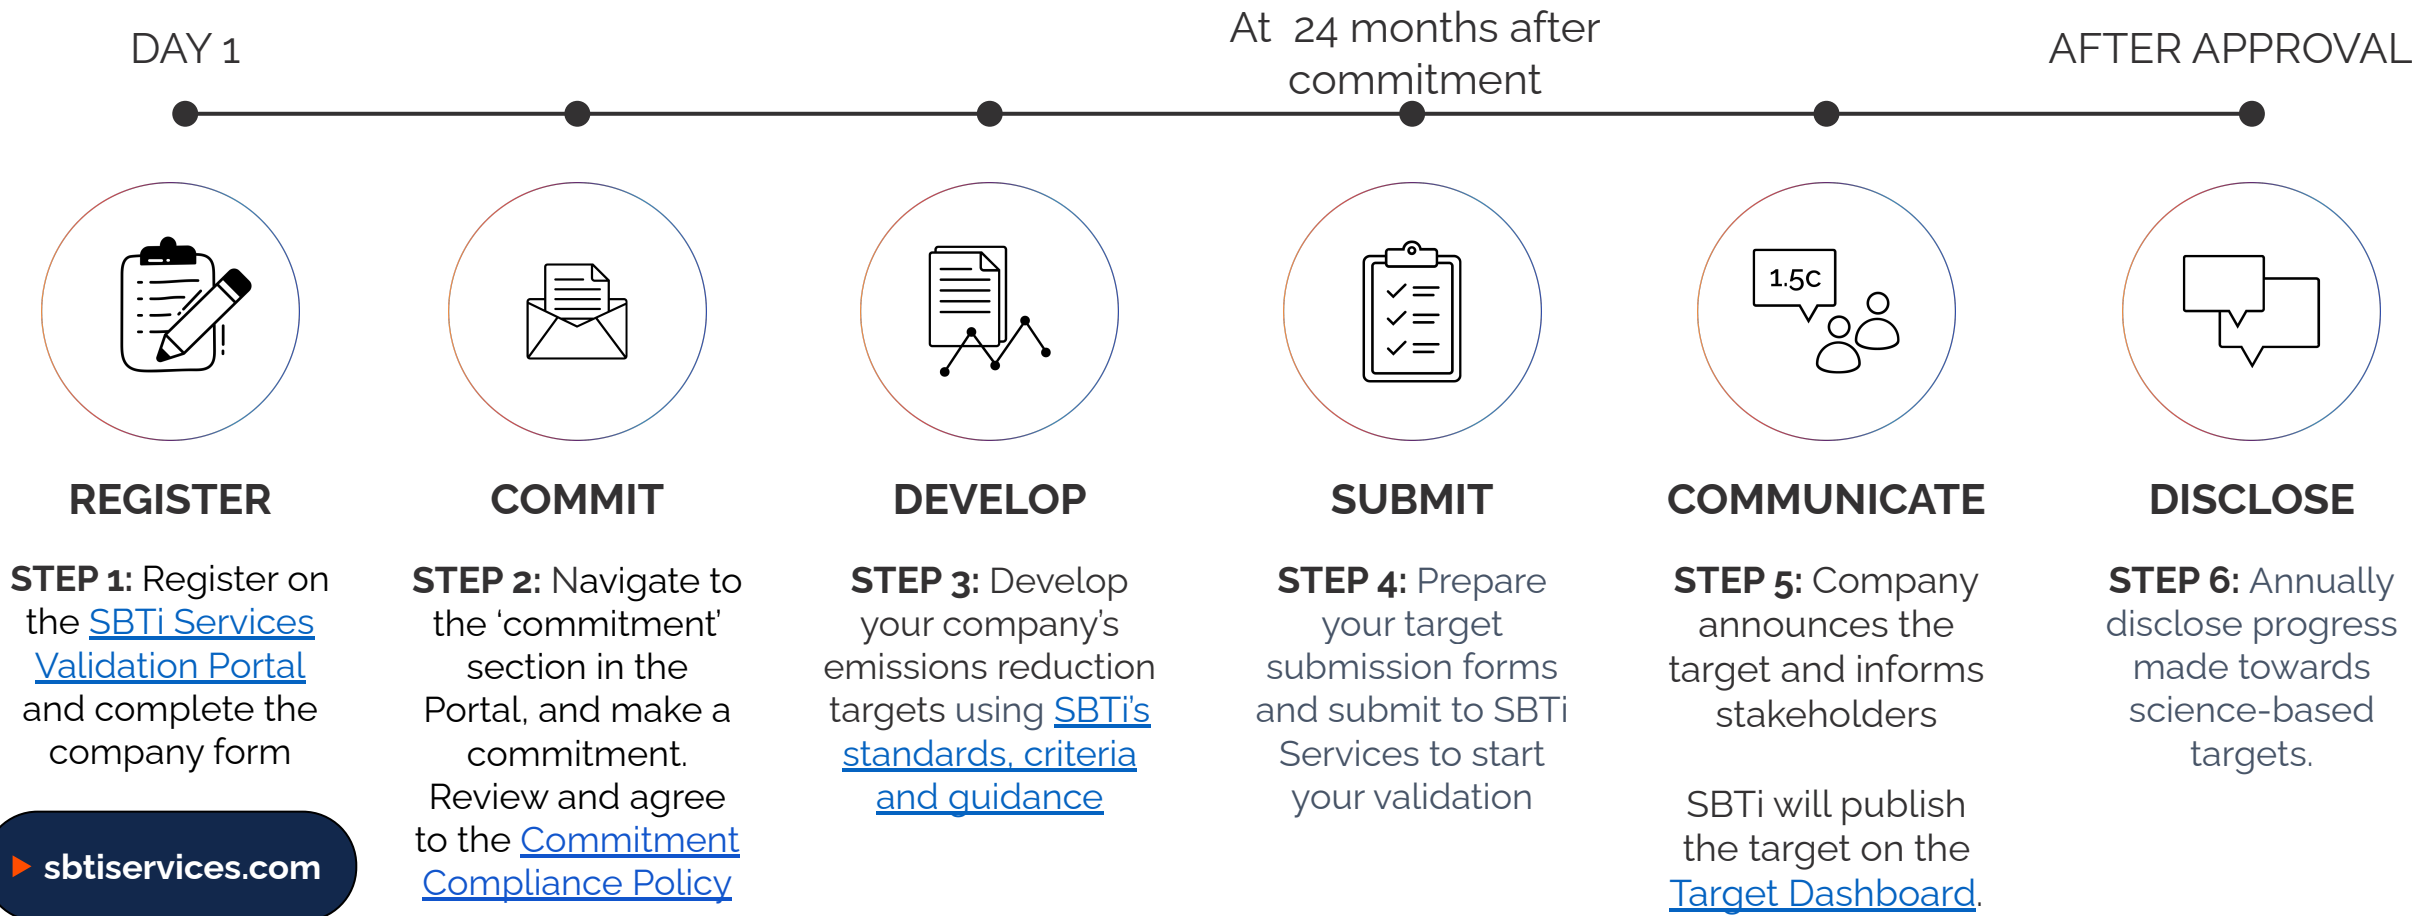 DAY 1
At  24 months after
commitment
AFTER APPROVAL
1.5c
REGISTER
STEP 1: Register on
the SBTi Services
Validation Portal
and complete the
company form
sbtiservices.com
COMMIT
STEP 2: Navigate to
the ‘commitment’
section in the
Portal, and make a
commitment.
Review and agree
to the Commitment
Compliance Policy
DEVELOP
STEP 3: Develop
your company’s
emissions reduction
targets using SBTi’s
standards, criteria
and guidance
SUBMIT
STEP 4: Prepare
your target
submission forms
and submit to SBTi
Services to start
your validation
COMMUNICATE
STEP 5: Company
announces the
target and informs
stakeholders
SBTi will publish
the target on the
Target Dashboard.
DISCLOSE
STEP 6: Annually
disclose progress
made towards
science-based
targets.